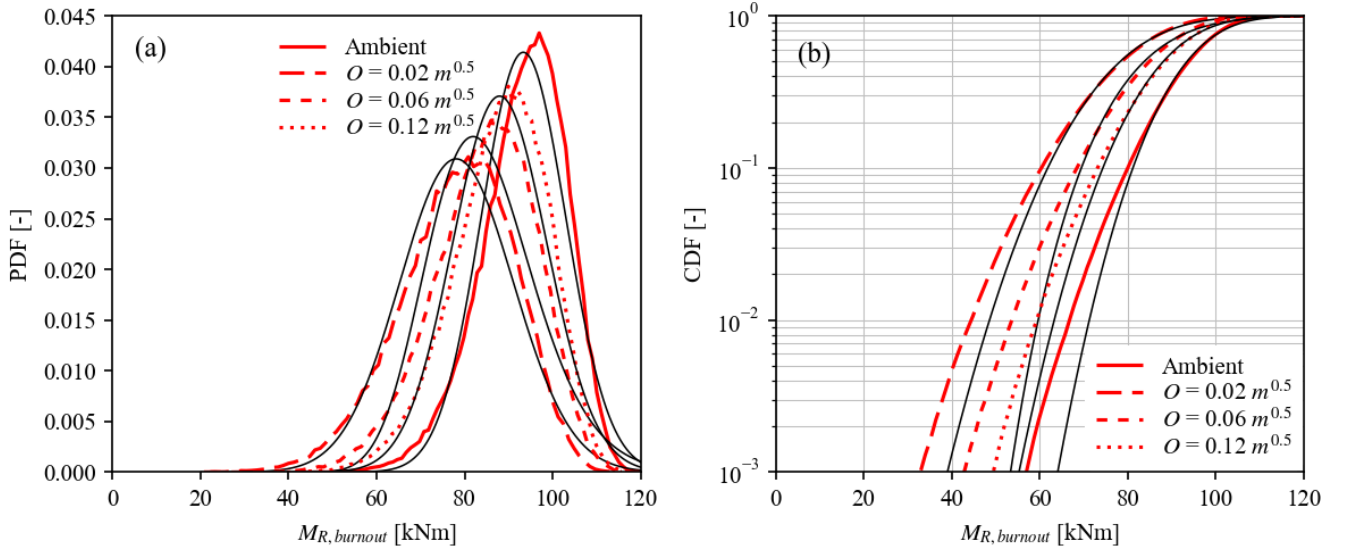 (a)
Ambient
O = 0.02 m^0.5
O = 0.06 m^0.5
O = 0.12 m^0.5
0.045
0.040
0.035
0.030
0.025
0.020
0.015
0.010
0.005
0.000
PDF [-]
0 20 40 60 80 100 120
M_R,burnout [kNm]
(b)
10^0
10^-1
10^-2
10^-3
CDF [-]
Ambient
O = 0.02 m^0.5
O = 0.06 m^0.5
O = 0.12 m^0.5
0 20 40 60 80 100 120
M_R,burnout [kNm]